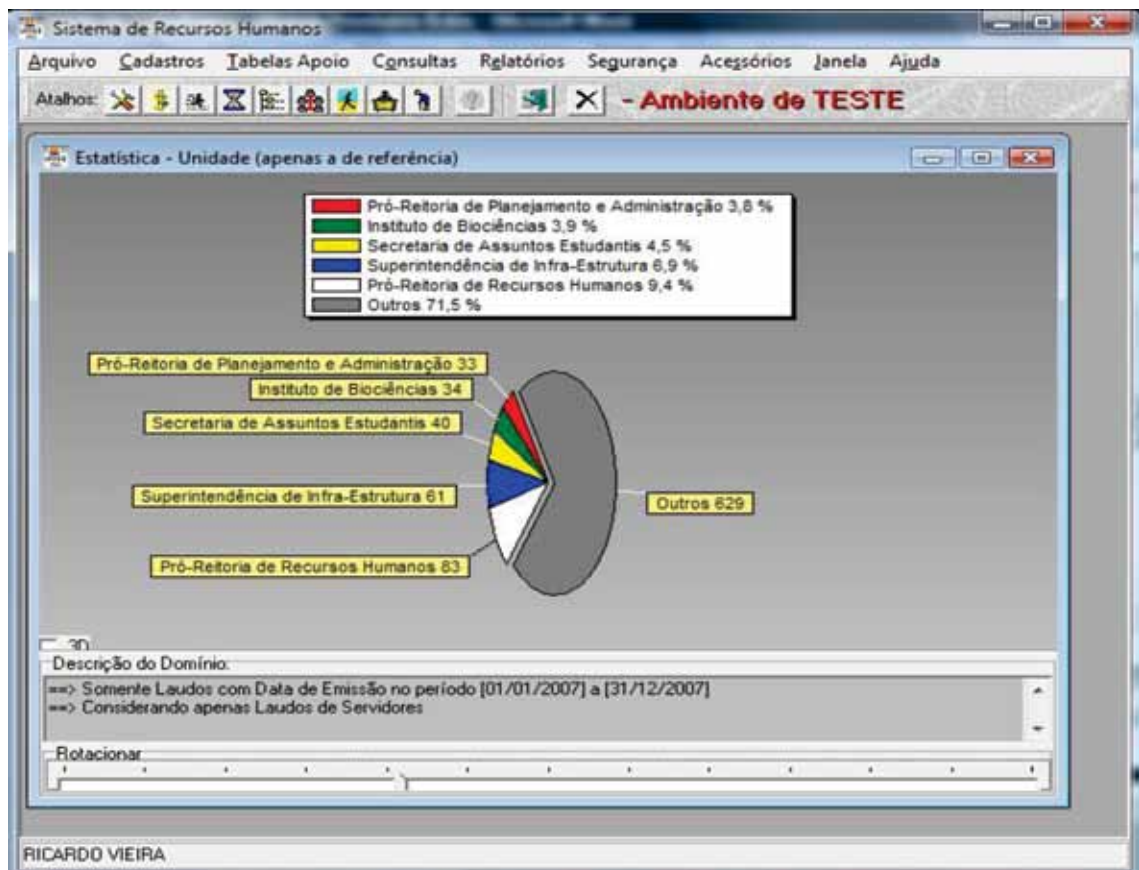 Sistema de Recursos Humanos
Arquivo Cadastros Tabelas Apoio Consultas Relatórios Segurança Acessórios Janela Ajuda
Atalhos: - Ambiente de TESTE
Estatística - Unidade (apenas a de referência)
Pró-Reitoria de Planejamento e Administração 3,8 %
Instituto de Biociências 3,9 %
Secretaria de Assuntos Estudantis 4,5 %
Superintendência de Infra-Estrutura 6,9 %
Pró-Reitoria de Recursos Humanos 9,4 %
Outros 71,5 %
Pró-Reitoria de Planejamento e Administração 33
Instituto de Biociências 34
Secretaria de Assuntos Estudantis 40
Superintendência de Infra-Estrutura 61
Outros 629
Pró-Reitoria de Recursos Humanos 83
3D
Descrição do Domínio:
==> Somente Laudos com Data de Emissão no período [01/01/2007] a [31/12/2007]
==> Considerando apenas Laudos de Servidores
Rotacionar
RICARDO VIEIRA